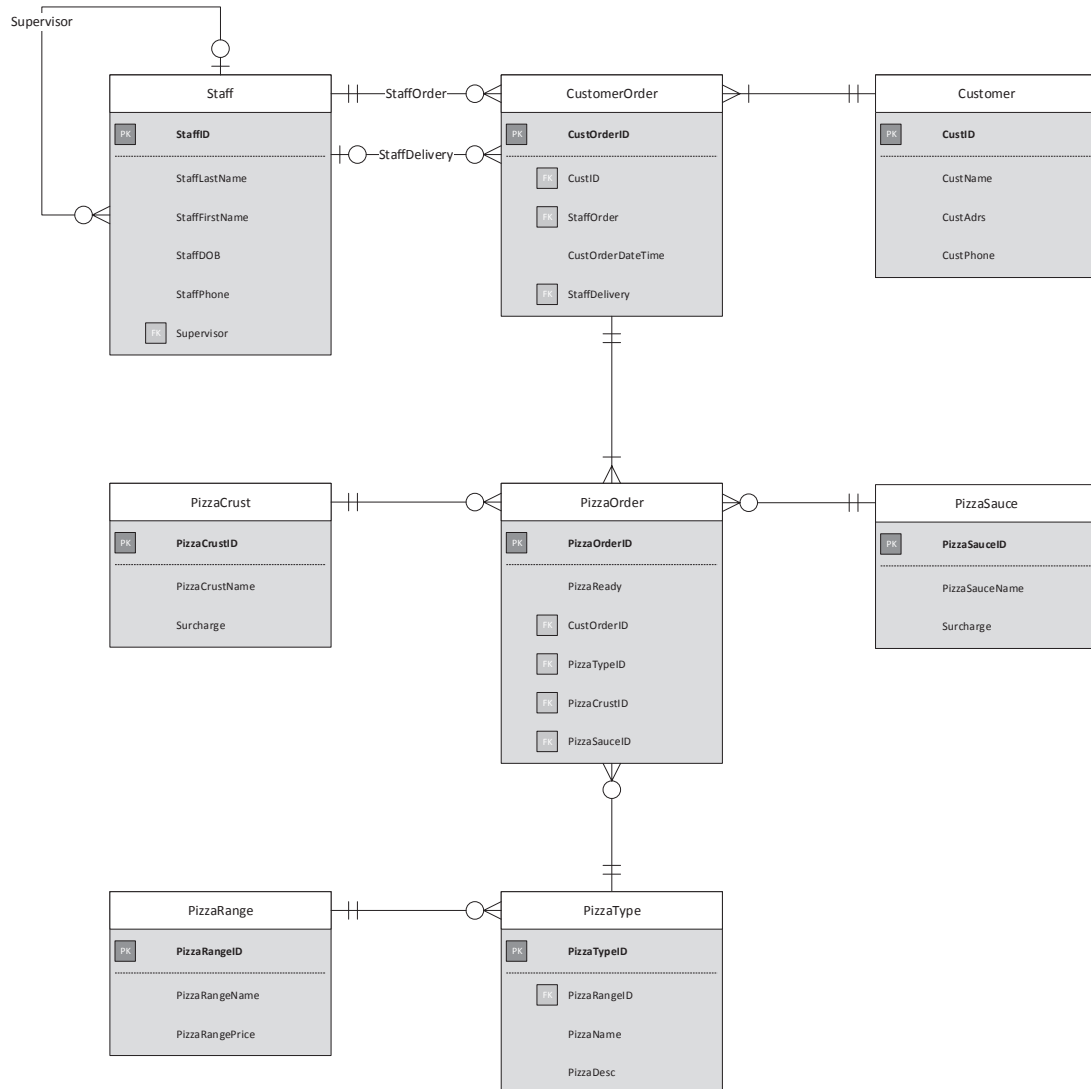 Supervisor
Staff
PK StaffID
StaffLastName
StaffFirstName
StaffDOB
StaffPhone
FK Supervisor
StaffOrder
StaffDelivery
CustomerOrder
PK CustOrderID
FK CustID
FK StaffOrder
CustOrderDateTime
FK StaffDelivery
Customer
PK CustID
CustName
CustAdrs
CustPhone
PizzaCrust
PK PizzaCrustID
PizzaCrustName
Surcharge
PizzaOrder
PK PizzaOrderID
PizzaReady
FK CustOrderID
FK PizzaTypeID
FK PizzaCrustID
FK PizzaSauceID
PizzaSauce
PK PizzaSauceID
PizzaSauceName
Surcharge
PizzaRange
PK PizzaRangeID
PizzaRangeName
PizzaRangePrice
PizzaType
PK PizzaTypeID
FK PizzaRangeID
PizzaName
PizzaDesc